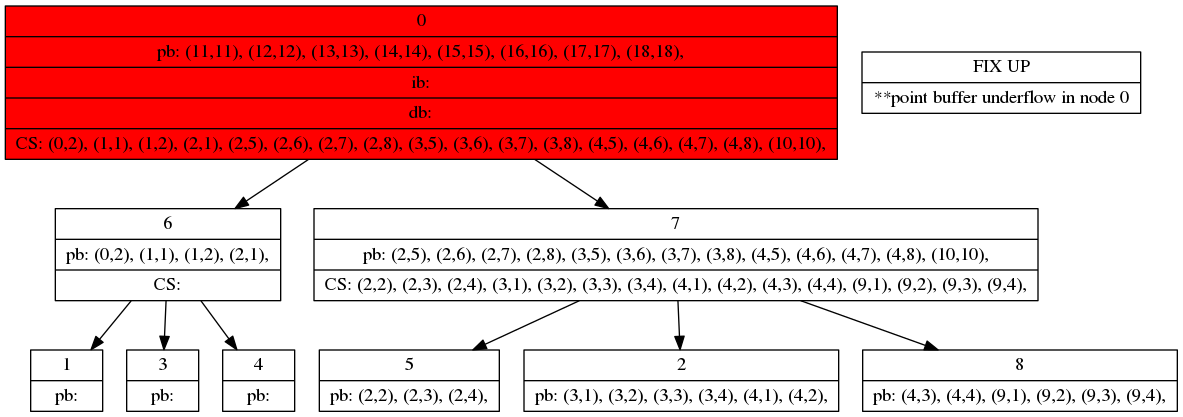 0
pb: (11,11), (12,12), (13,13), (14,14), (15,15), (16,16), (17,17), (18,18),
ib:
db:
CS: (0,2), (1,1), (1,2), (2,1), (2,5), (2,6), (2,7), (2,8), (3,5), (3,6), (3,7), (3,8), (4,5), (4,6), (4,7), (4,8), (10,10),
FIX UP
**point buffer underflow in node 0
6
pb: (0,2), (1,1), (1,2), (2,1),
CS:
7
pb: (2,5), (2,6), (2,7), (2,8), (3,5), (3,6), (3,7), (3,8), (4,5), (4,6), (4,7), (4,8), (10,10),
CS: (2,2), (2,3), (2,4), (3,1), (3,2), (3,3), (3,4), (4,1), (4,2), (4,3), (4,4), (9,1), (9,2), (9,3), (9,4),
1
pb:
3
pb:
4
pb:
5
pb: (2,2), (2,3), (2,4),
2
pb: (3,1), (3,2), (3,3), (3,4), (4,1), (4,2),
8
pb: (4,3), (4,4), (9,1), (9,2), (9,3), (9,4),